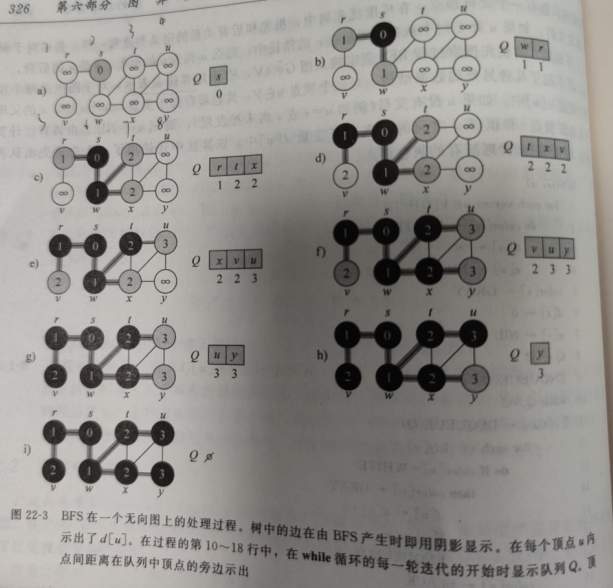 326 第六部分 图
r s t u
a) ∞ 0 ∞ ∞ Q s
∞ ∞ ∞ ∞ 0
v w x y
r s t u
b) 1 0 ∞ ∞ Q w r
∞ 1 ∞ ∞ 1 1
v w x y
r s t u
c) 1 0 2 ∞ Q r t x
∞ 1 2 ∞ 1 2 2
v w x y
r s t u
d) 1 0 2 ∞ Q t x v
2 1 2 ∞ 2 2 2
v w x y
r s t u
e) 1 0 2 3 Q x v u
2 1 2 ∞ 2 2 3
v w x y
r s t u
f) 1 0 2 3 Q v u y
2 1 2 3 2 3 3
v w x y
r s t u
g) 1 0 2 3 Q u y
2 1 2 3 3 3
v w x y
r s t u
h) 1 0 2 3 Q y
2 1 2 3 3
v w x y
r s t u
i) 1 0 2 3 Q ø
2 1 2 3
v w x y
图 22-3 BFS 在一个无向图上的处理过程。树中的边在由 BFS 产生时即用阴影显示。在每个顶点 u 内
示出了 d[u]。在过程的第 10~18 行中，在 while 循环的每一轮迭代的开始时显示队列 Q。顶
点间距离在队列中顶点的旁边示出